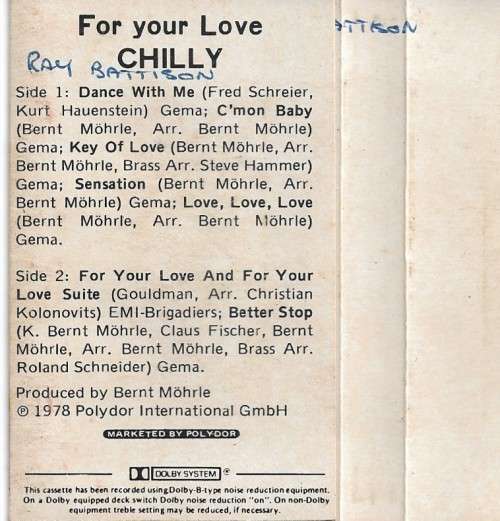 For your Love
CHILLY
RAY BATTISON
Side 1: Dance With Me (Fred Schreier,
Kurt Hauenstein) Gema; C'mon Baby
(Bernt Möhrle, Arr. Bernt Möhrle)
Gema; Key Of Love (Bernt Möhrle, Arr.
Bernt Möhrle, Brass Arr. Steve Hammer)
Gema; Sensation (Bernt Möhrle, Arr.
Bernt Möhrle) Gema; Love, Love, Love
(Bernt Möhrle, Arr. Bernt Möhrle)
Gema.
Side 2: For Your Love And For Your
Love Suite (Gouldman, Arr. Christian
Kolonovits) EMI-Brigadiers; Better Stop
(K. Bernt Möhrle, Claus Fischer, Bernt
Möhrle, Arr. Bernt Möhrle, Brass Arr.
Roland Schneider) Gema.
Produced by Bernt Möhrle
℗ 1978 Polydor International GmbH
MARKETED BY POLYDOR
DOLBY SYSTEM ®
This cassette has been recorded using Dolby-B-type noise reduction equipment.
On a Dolby equipped deck switch Dolby noise reduction "on". On non-Dolby
equipment treble setting may be reduced, if necessary.
TTISON